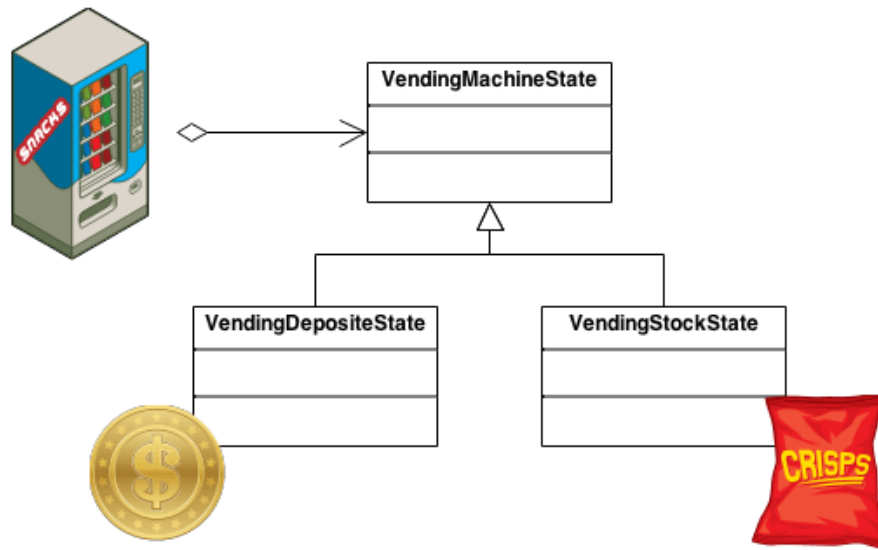 SNACKS
VendingMachineState
VendingDepositeState
VendingStockState
$
CRISPS